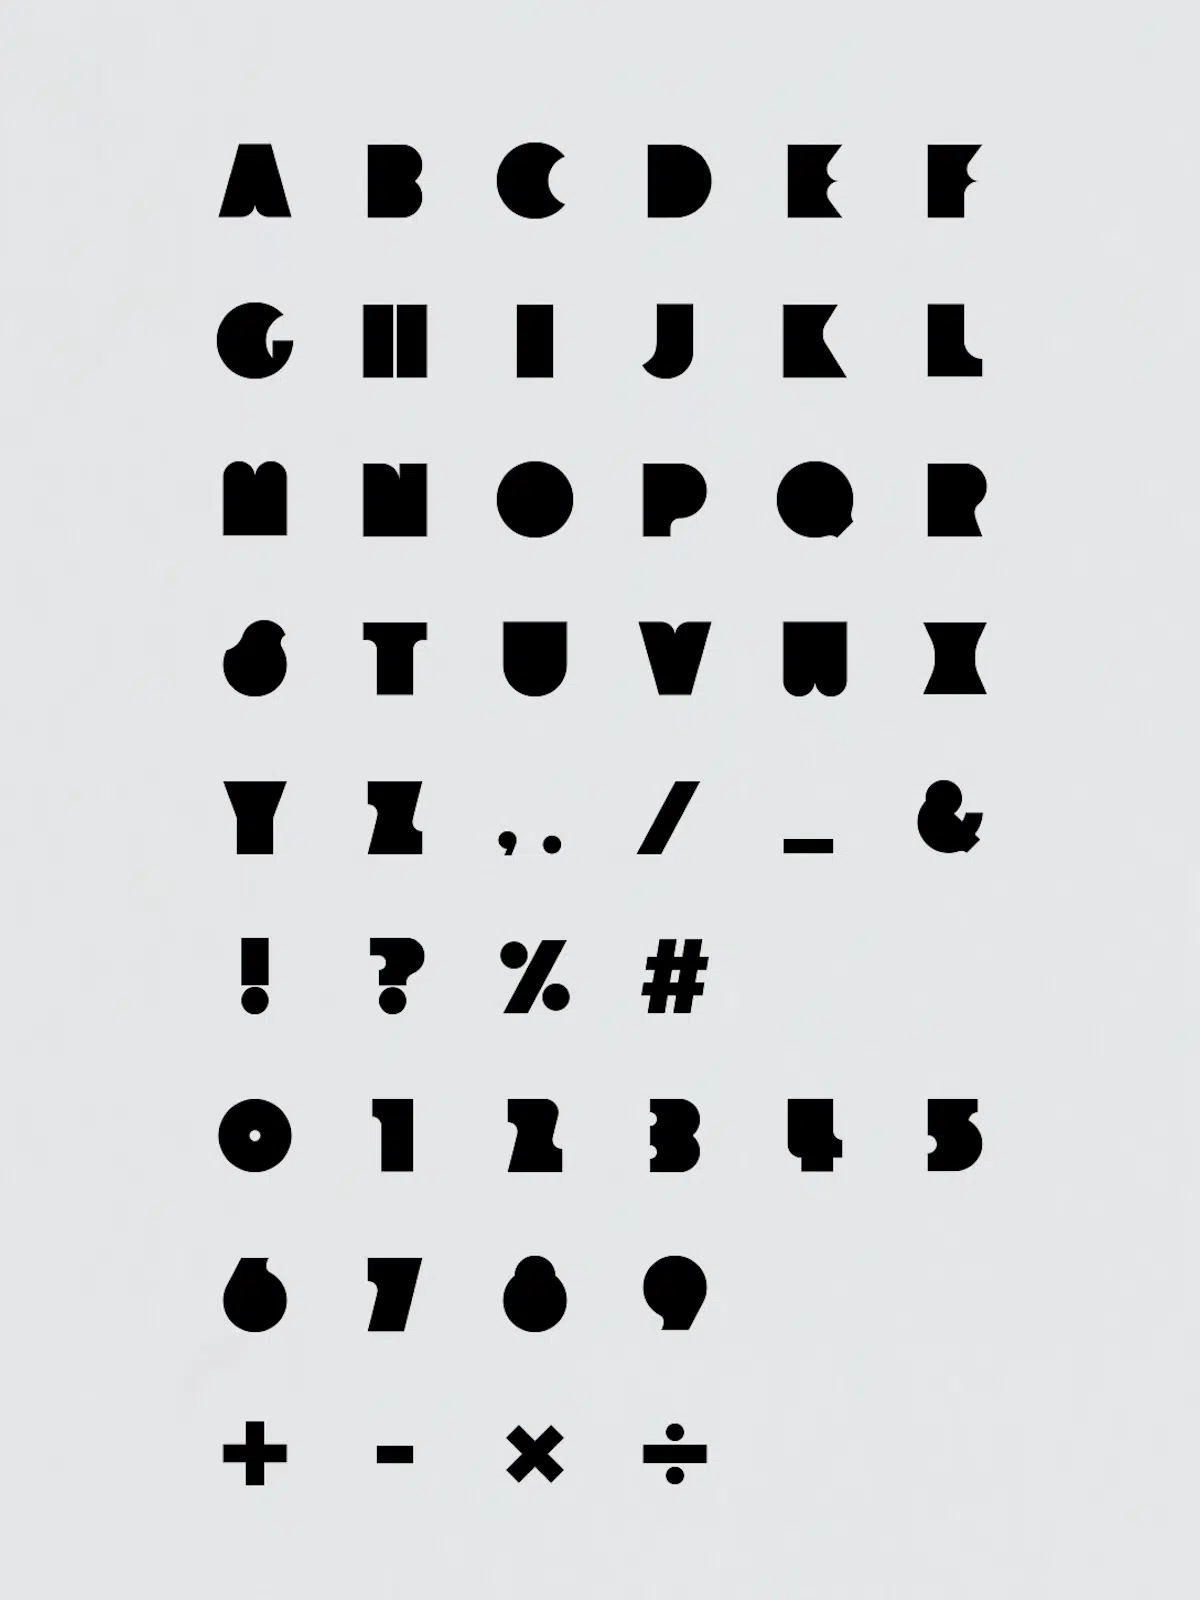 A B C D E F
G H I J K L
M N O P Q R
S T U V W X
Y Z , . / _ &
! ? % #
0 1 2 3 4 5
6 7 8 9
+ - × ÷